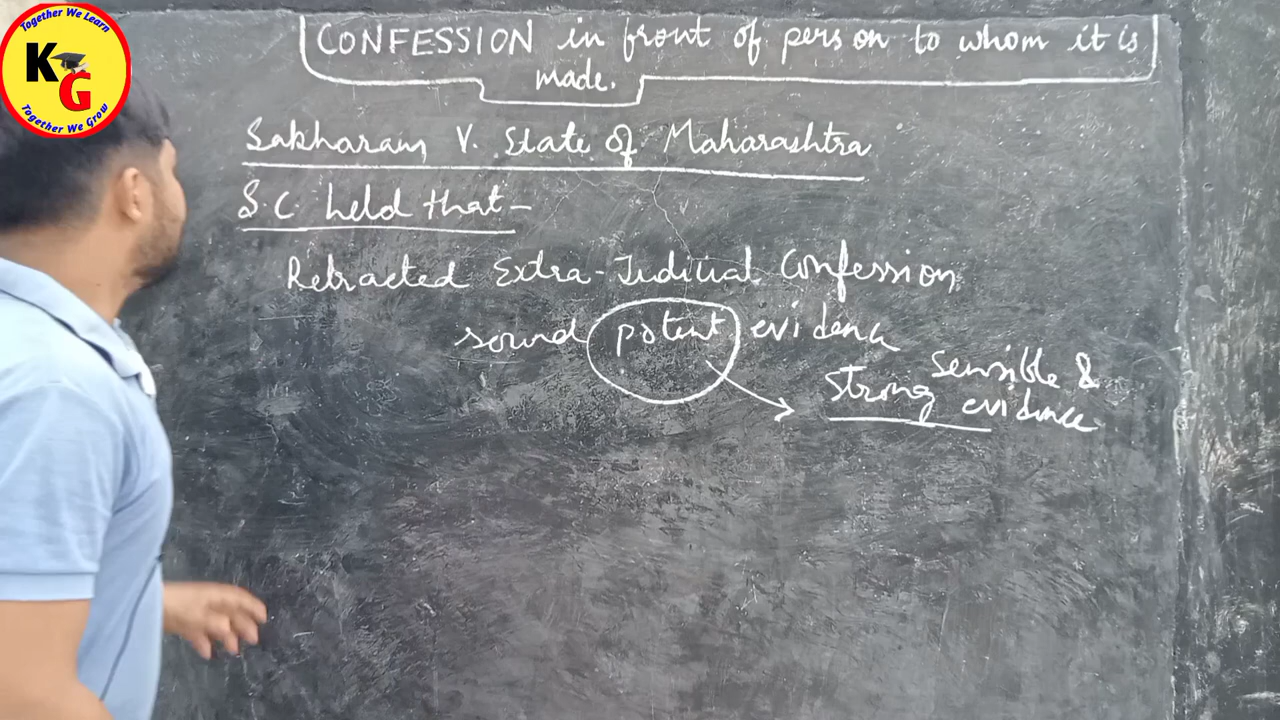 Together We Learn
KG
Together We Grow
CONFESSION in front of person to whom it is
made.
Sakharam V. State of Maharashtra
S.C. held that -
Retracted Extra-Judicial Confession
sound potent evidence
sensible &
strong evidence